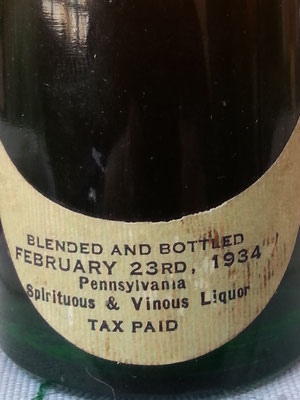 BLENDED AND BOTTLED
FEBRUARY 23RD, 1934
Pennsylvania
Spirituous & Vinous Liquor
TAX PAID